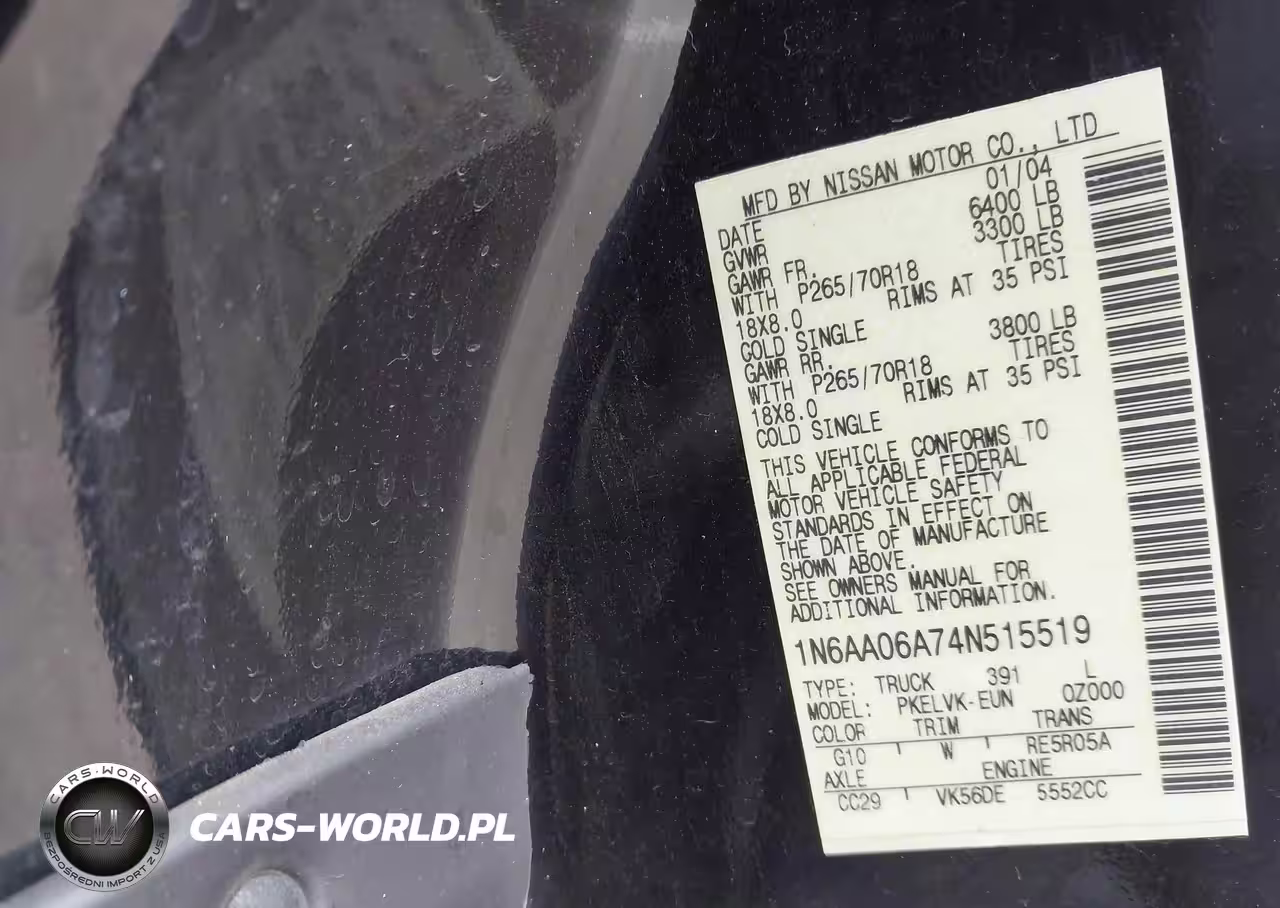 MFD BY NISSAN MOTOR CO., LTD
DATE 01/04
GVWR 6400 LB
GAWR FR. 3300 LB
WITH P265/70R18 TIRES
18X8.0 RIMS AT 35 PSI
COLD SINGLE
GAWR RR. 3800 LB
WITH P265/70R18 TIRES
18X8.0 RIMS AT 35 PSI
COLD SINGLE
THIS VEHICLE CONFORMS TO
ALL APPLICABLE FEDERAL
MOTOR VEHICLE SAFETY
STANDARDS IN EFFECT ON
THE DATE OF MANUFACTURE
SHOWN ABOVE.
SEE OWNERS MANUAL FOR
ADDITIONAL INFORMATION.
1N6AA06A74N515519
TYPE: TRUCK 391 L
MODEL: PKELVK-EUN 0Z000
COLOR TRIM TRANS
G10 W RE5R05A
AXLE ENGINE
CC29 VK56DE 5552CC
CARS-WORLD
CW
BEZPOŚREDNI IMPORT Z USA
CARS-WORLD.PL